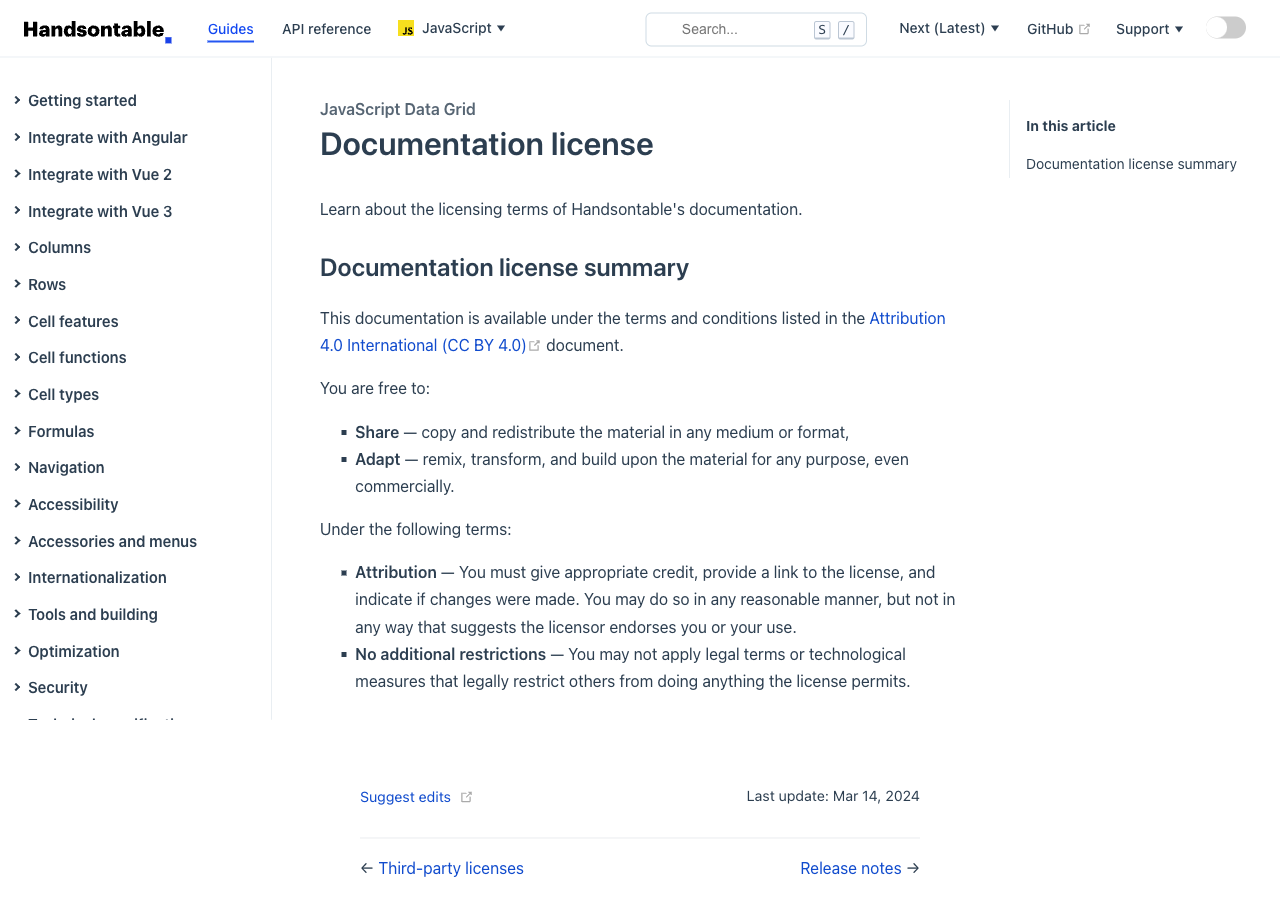 Handsontable
Guides
API reference
JS JavaScript
Search...
S
/
Next (Latest)
GitHub
Support
Getting started
Integrate with Angular
Integrate with Vue 2
Integrate with Vue 3
Columns
Rows
Cell features
Cell functions
Cell types
Formulas
Navigation
Accessibility
Accessories and menus
Internationalization
Tools and building
Optimization
Security
JavaScript Data Grid
Documentation license
Learn about the licensing terms of Handsontable's documentation.
Documentation license summary
This documentation is available under the terms and conditions listed in the Attribution
4.0 International (CC BY 4.0) document.
You are free to:
▪ Share — copy and redistribute the material in any medium or format,
▪ Adapt — remix, transform, and build upon the material for any purpose, even
commercially.
Under the following terms:
▪ Attribution — You must give appropriate credit, provide a link to the license, and
indicate if changes were made. You may do so in any reasonable manner, but not in
any way that suggests the licensor endorses you or your use.
▪ No additional restrictions — You may not apply legal terms or technological
measures that legally restrict others from doing anything the license permits.
In this article
Documentation license summary
Suggest edits
Last update: Mar 14, 2024
← Third-party licenses
Release notes →